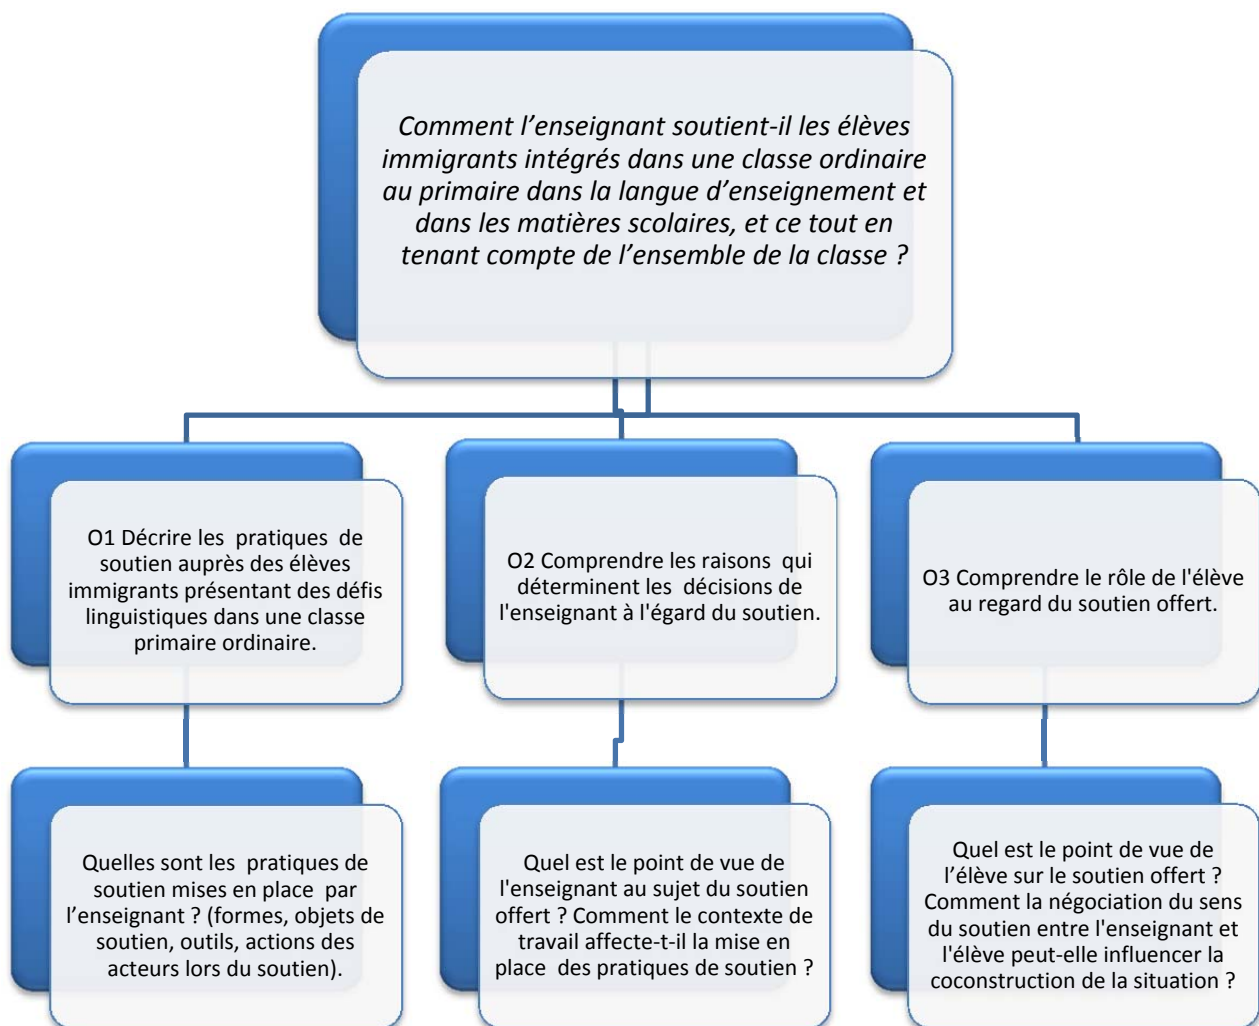 Comment l’enseignant soutient-il les élèves
immigrants intégrés dans une classe ordinaire
au primaire dans la langue d’enseignement et
dans les matières scolaires, et ce tout en
tenant compte de l’ensemble de la classe ?
O1 Décrire les pratiques de
soutien auprès des élèves
immigrants présentant des défis
linguistiques dans une classe
primaire ordinaire.
O2 Comprendre les raisons qui
déterminent les décisions de
l'enseignant à l'égard du soutien.
O3 Comprendre le rôle de l'élève
au regard du soutien offert.
Quelles sont les pratiques de
soutien mises en place par
l’enseignant ? (formes, objets de
soutien, outils, actions des
acteurs lors du soutien).
Quel est le point de vue de
l'enseignant au sujet du soutien
offert ? Comment le contexte de
travail affecte-t-il la mise en
place des pratiques de soutien ?
Quel est le point de vue de
l’élève sur le soutien offert ?
Comment la négociation du sens
du soutien entre l'enseignant et
l'élève peut-elle influencer la
coconstruction de la situation ?